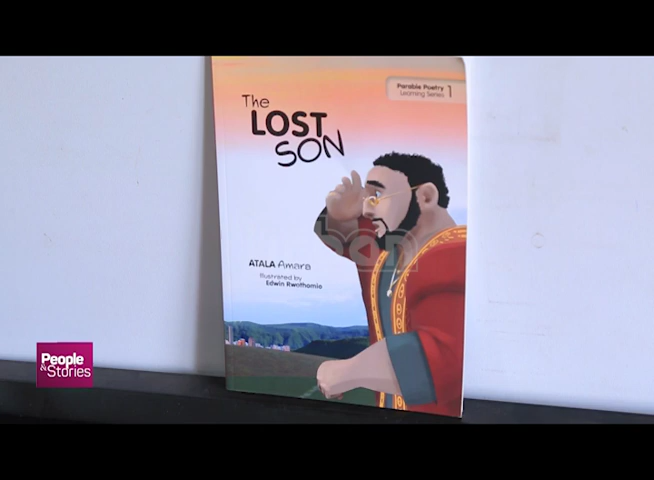 The
LOST
SON
Parable Poetry
Learning Series 1
ATALA Amara
Illustrated by
Edwin Rwothomio
People
& Stories